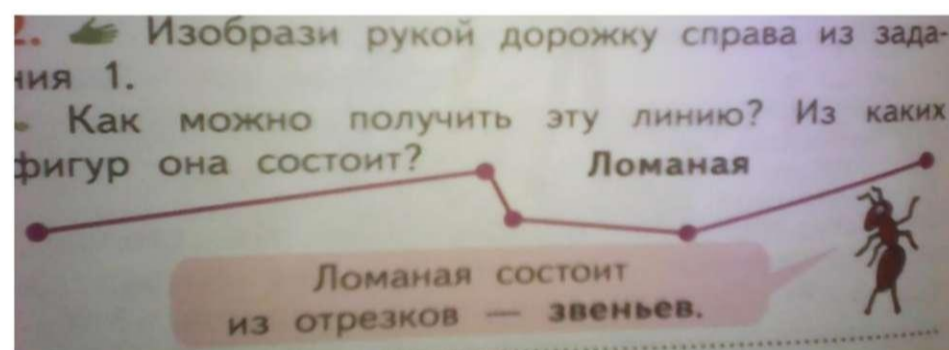 2. Изобрази рукой дорожку справа из зада-
ния 1.
Как можно получить эту линию? Из каких
фигур она состоит?
Ломаная
Ломаная состоит
из отрезков — звеньев.